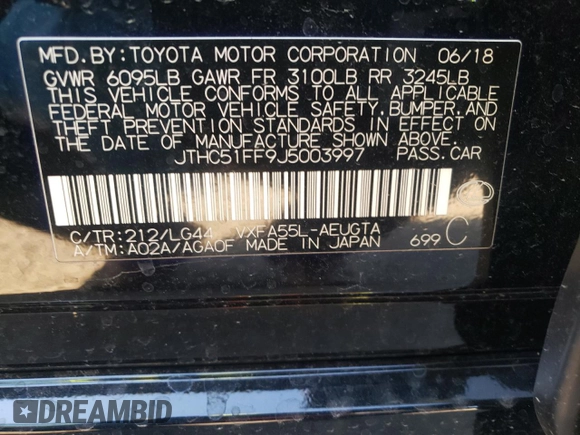 MFD.BY:TOYOTA MOTOR CORPORATION 06/18
GVWR 6095LB GAWR FR 3100LB RR 3245LB
THIS VEHICLE CONFORMS TO ALL APPLICABLE
FEDERAL MOTOR VEHICLE SAFETY,BUMPER,AND
THEFT PREVENTION STANDARDS IN EFFECT ON
THE DATE OF MANUFACTURE SHOWN ABOVE.
JTHC51FF9J5003997 PASS.CAR
C/TR:212/LG44 VXFA55L-AEUGTA
A/TM:A02A/AGA0F MADE IN JAPAN 699 C
DREAMBID